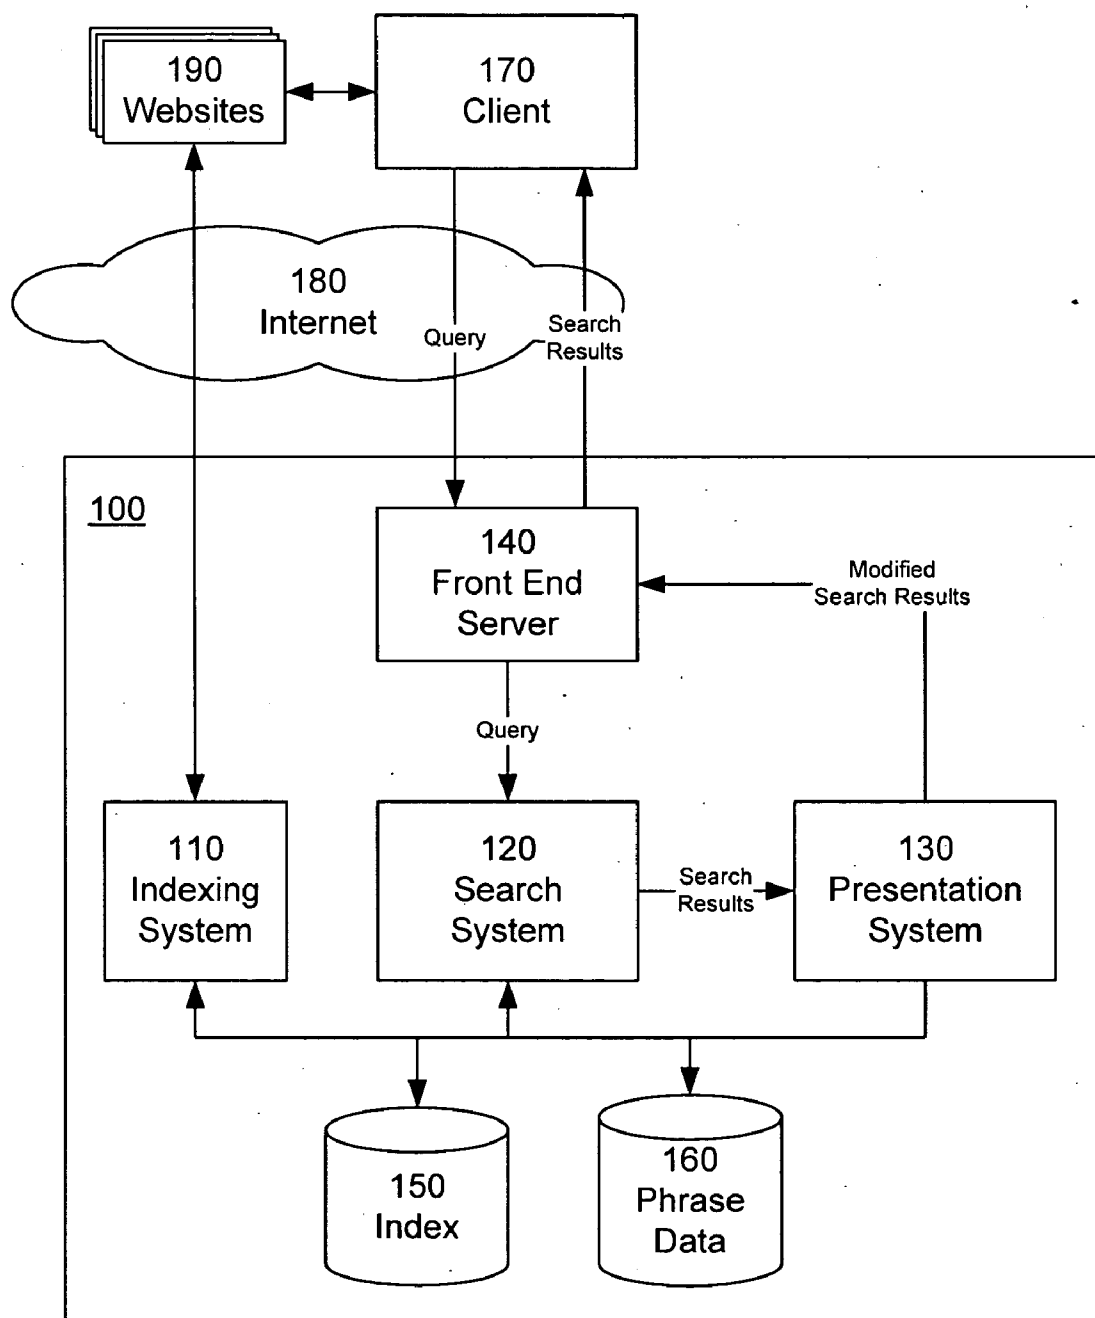 190
Websites
170
Client
180
Internet
Query
Search
Results
100
140
Front End
Server
Modified
Search Results
Query
110
Indexing
System
120
Search
System
Search
Results
130
Presentation
System
150
Index
160
Phrase
Data